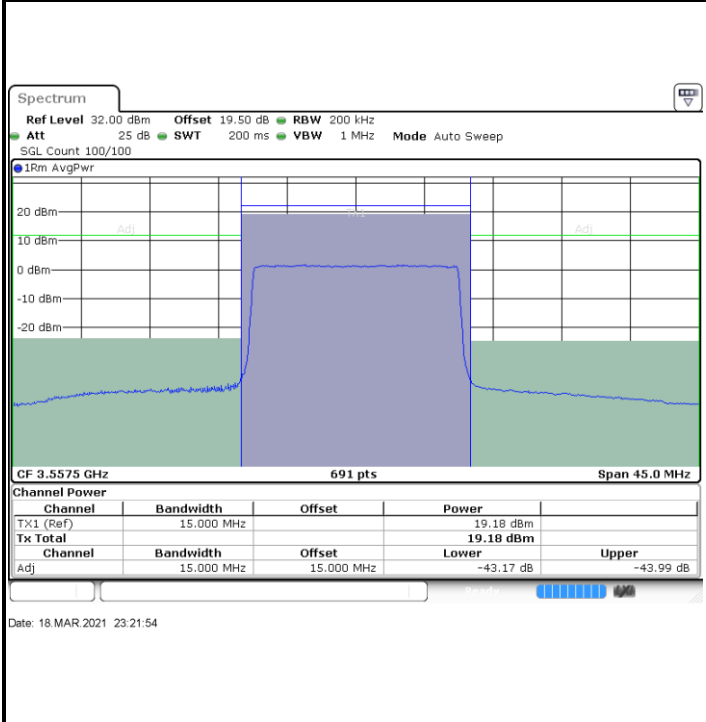 Spectrum
Ref Level 32.00 dBm Offset 19.50 dB RBW 200 kHz
Att 25 dB SWT 200 ms VBW 1 MHz Mode Auto Sweep
SGL Count 100/100
1Rm AvgPwr
20 dBm
Adj TX1 Adj
10 dBm
0 dBm
-10 dBm
-20 dBm
CF 3.5575 GHz 691 pts Span 45.0 MHz
Channel Power
Channel Bandwidth Offset Power
TX1 (Ref) 15.000 MHz 19.18 dBm
Tx Total 19.18 dBm
Channel Bandwidth Offset Lower Upper
Adj 15.000 MHz 15.000 MHz -43.17 dB -43.99 dB
Ready
Date: 18.MAR.2021 23:21:54